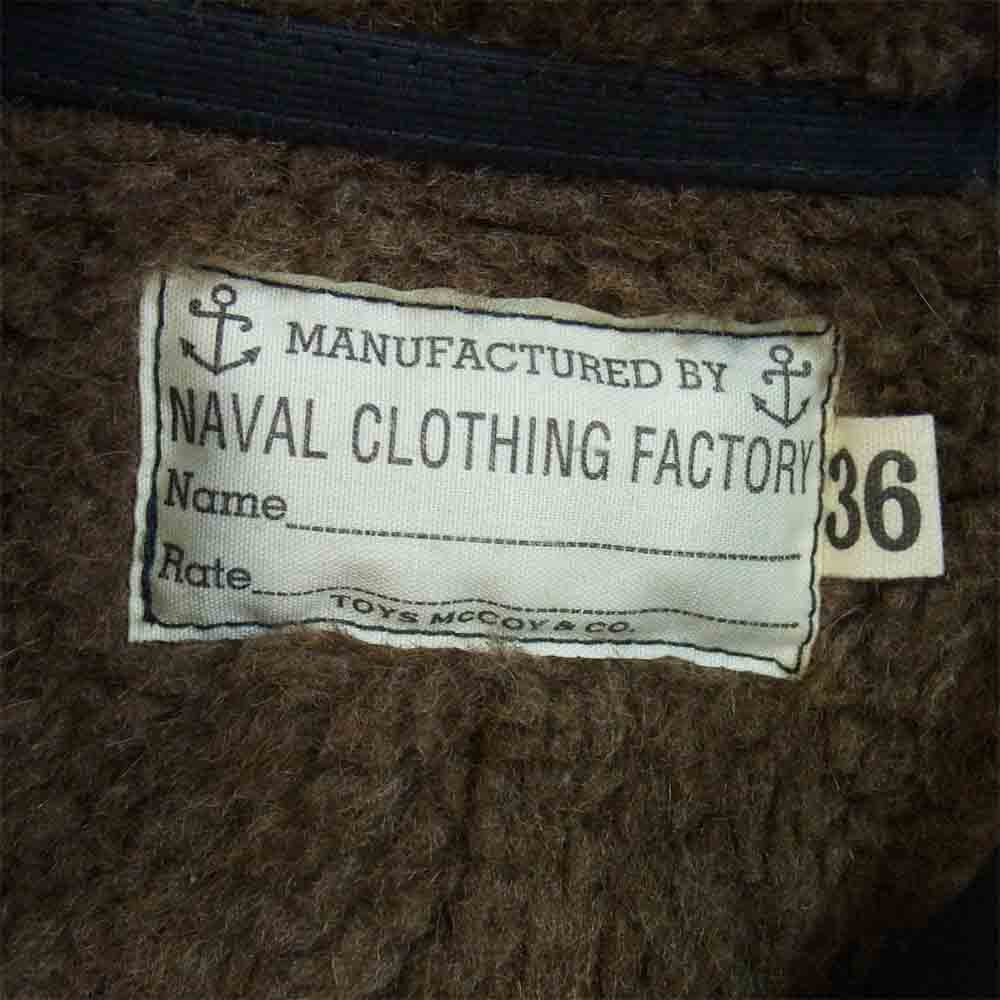 MANUFACTURED BY
NAVAL CLOTHING FACTORY
Name
Rate
TOYS McCOY & CO.
36